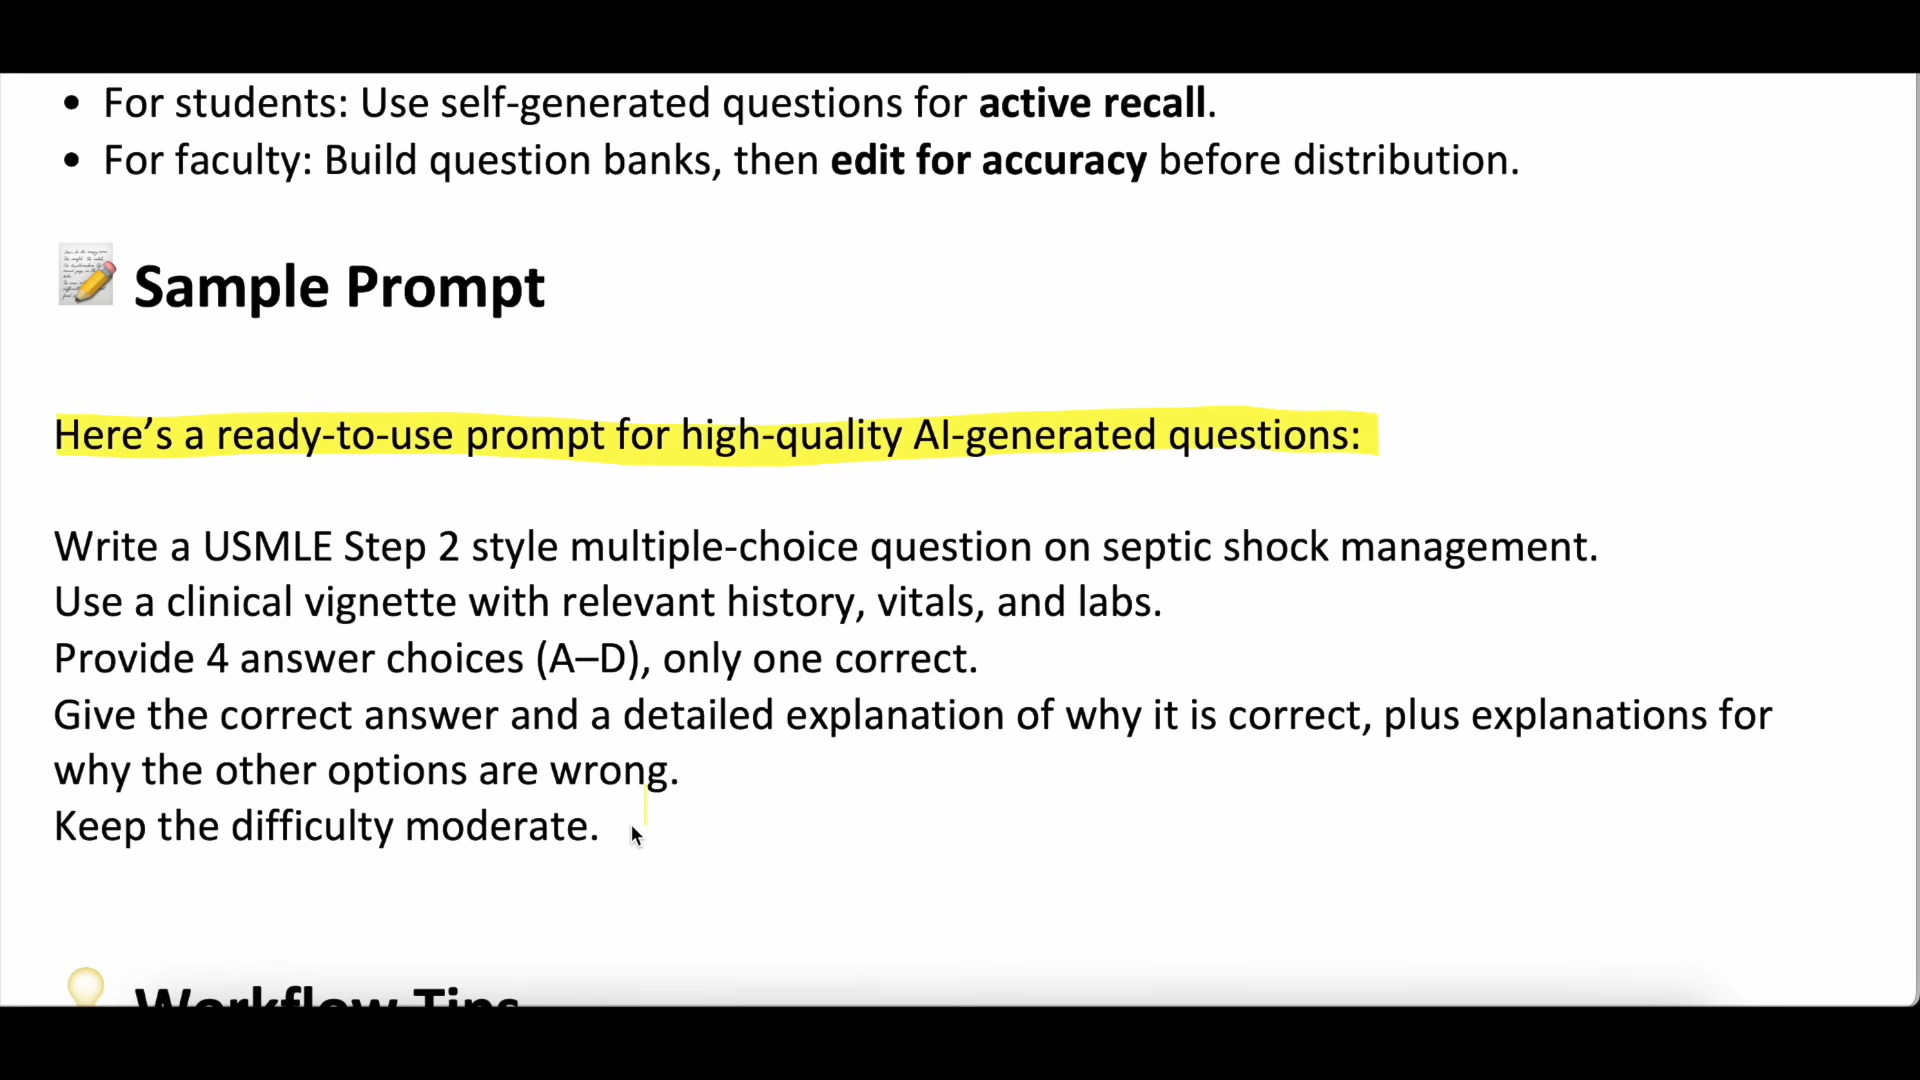 • For students: Use self-generated questions for active recall.
• For faculty: Build question banks, then edit for accuracy before distribution.
Sample Prompt
Here’s a ready-to-use prompt for high-quality AI-generated questions:
Write a USMLE Step 2 style multiple-choice question on septic shock management.
Use a clinical vignette with relevant history, vitals, and labs.
Provide 4 answer choices (A–D), only one correct.
Give the correct answer and a detailed explanation of why it is correct, plus explanations for
why the other options are wrong.
Keep the difficulty moderate.
Workflow Tips